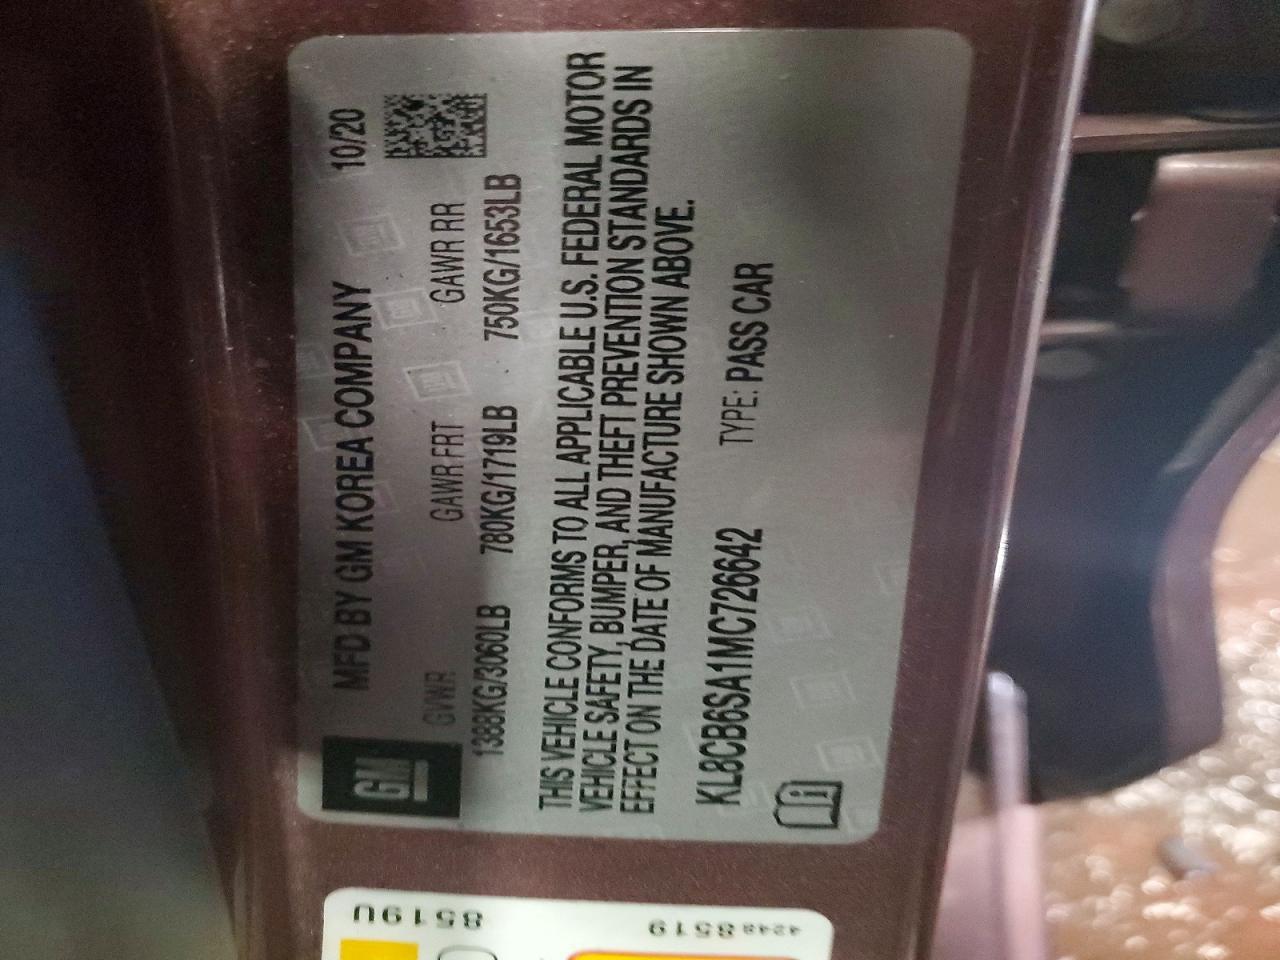 GM
MFD BY GM KOREA COMPANY 10/20
GVWR GAWR FRT GAWR RR
1388KG/3060LB 780KG/1719LB 750KG/1653LB
THIS VEHICLE CONFORMS TO ALL APPLICABLE U.S. FEDERAL MOTOR
VEHICLE SAFETY, BUMPER, AND THEFT PREVENTION STANDARDS IN
EFFECT ON THE DATE OF MANUFACTURE SHOWN ABOVE.
KL8CB6SA1MC726642 TYPE: PASS CAR
8519U
42488519